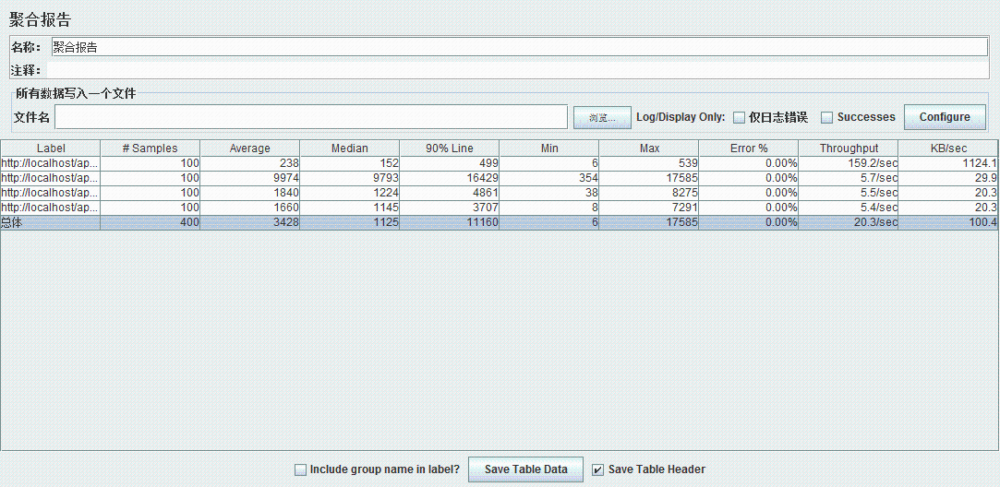 聚合报告
名称： 聚合报告
注释：
所有数据写入一个文件
文件名 浏览... Log/Display Only: 仅日志错误 Successes Configure
Label # Samples Average Median 90% Line Min Max Error % Throughput KB/sec
http://localhost/ap... 100 238 152 499 6 539 0.00% 159.2/sec 1124.1
http://localhost/ap... 100 9974 9793 16429 354 17585 0.00% 5.7/sec 29.9
http://localhost/ap... 100 1840 1224 4861 38 8275 0.00% 5.5/sec 20.3
http://localhost/ap... 100 1660 1145 3707 8 7291 0.00% 5.4/sec 20.3
总体 400 3428 1125 11160 6 17585 0.00% 20.3/sec 100.4
Include group name in label? Save Table Data Save Table Header